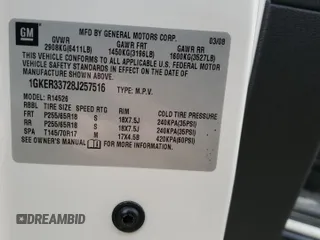 GM
MFD BY GENERAL MOTORS CORP.
03/08
GVWR GAWR FRT GAWR RR
2908KG(6411LB) 1450KG(3196LB) 1600KG(3527LB)
THIS VEHICLE CONFORMS TO ALL APPLICABLE U.S. FEDERAL MOTOR
VEHICLE SAFETY STANDARDS IN EFFECT ON THE DATE OF
MANUFACTURE SHOWN ABOVE.
1GKER33728J257516 TYPE: M.P.V.
MODEL: R14526
RBBL TIRE SIZE SPEED RTG RIM COLD TIRE PRESSURE
FRT P255/65R18 S 18X7.5J 240KPA(35PSI)
RR P255/65R18 S 18X7.5J 240KPA(35PSI)
SPA T145/70R17 M 17X4.5B 420KPA(60PSI)
SEE OWNER'S MANUAL FOR ADDITIONAL INFORMATION.
DREAMBID